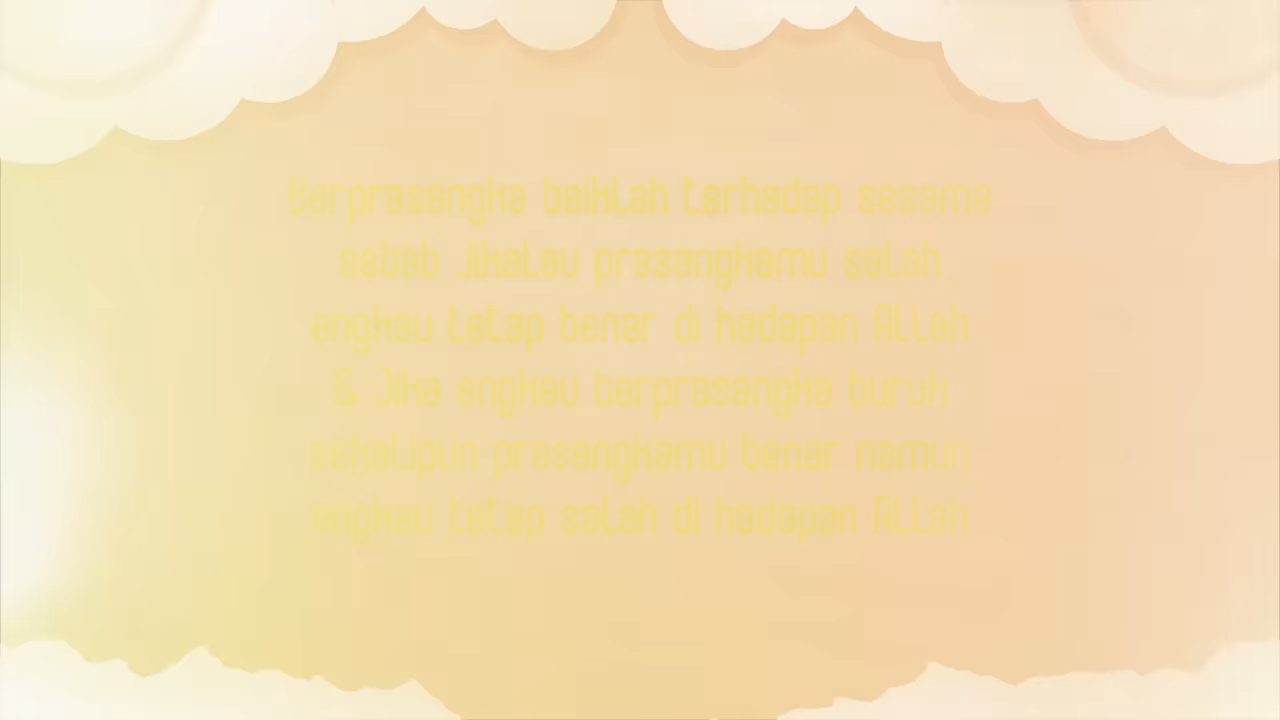 Berprasangka baiklah terhadap sesama
sebab Jikalau prasangkamu salah
engkau tetap benar di hadapan Allah
& Jika engkau berprasangka buruk
sekalipun prasangkamu benar namun
engkau tetap salah di hadapan Allah